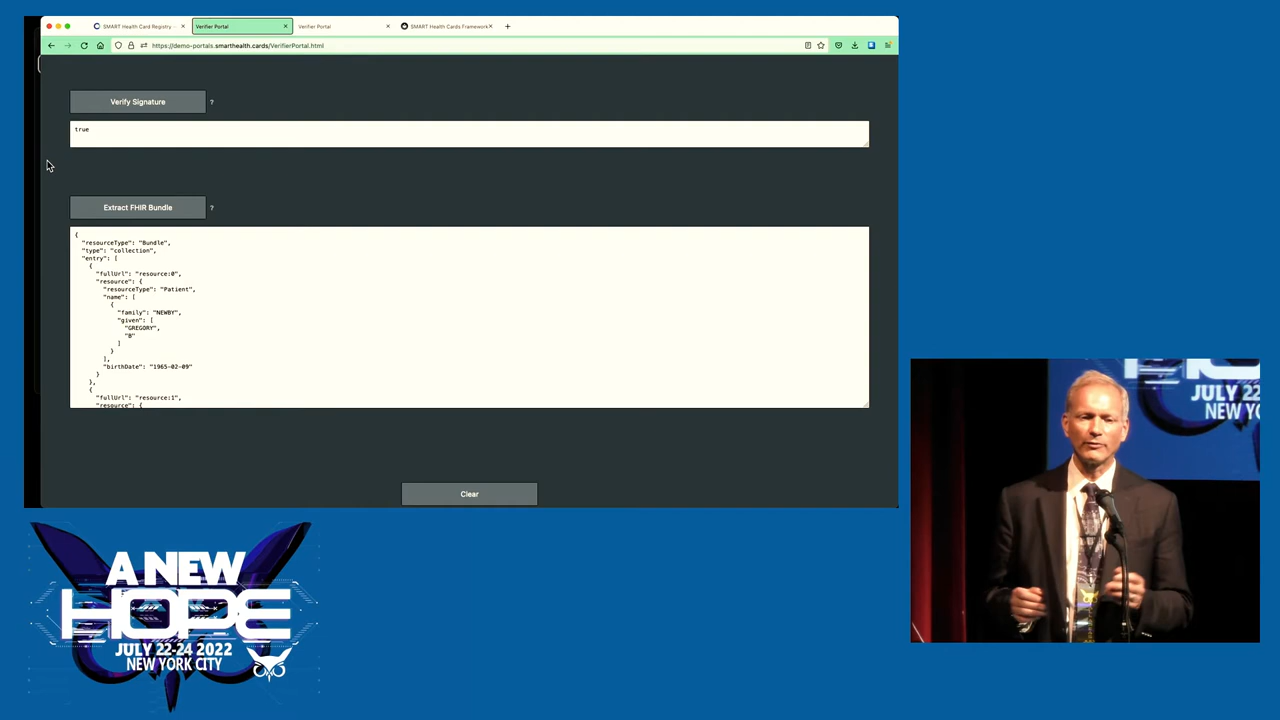 SMART Health Card Registry –
Verifier Portal
Verifier Portal
SMART Health Cards Framework
https://demo-portals.smarthealth.cards/VerifierPortal.html
Verify Signature ?
true
Extract FHIR Bundle ?
{
"resourceType": "Bundle",
"type": "collection",
"entry": [
{
"fullUrl": "resource:0",
"resource": {
"resourceType": "Patient",
"name": [
{
"family": "NEWBY",
"given": [
"GREGORY",
"B"
]
}
],
"birthDate": "1965-02-09"
}
},
{
"fullUrl": "resource:1",
"resource": {
Clear
JULY 22-
NEW YORK
A NEW
HOPE
JULY 22-24 2022
NEW YORK CITY